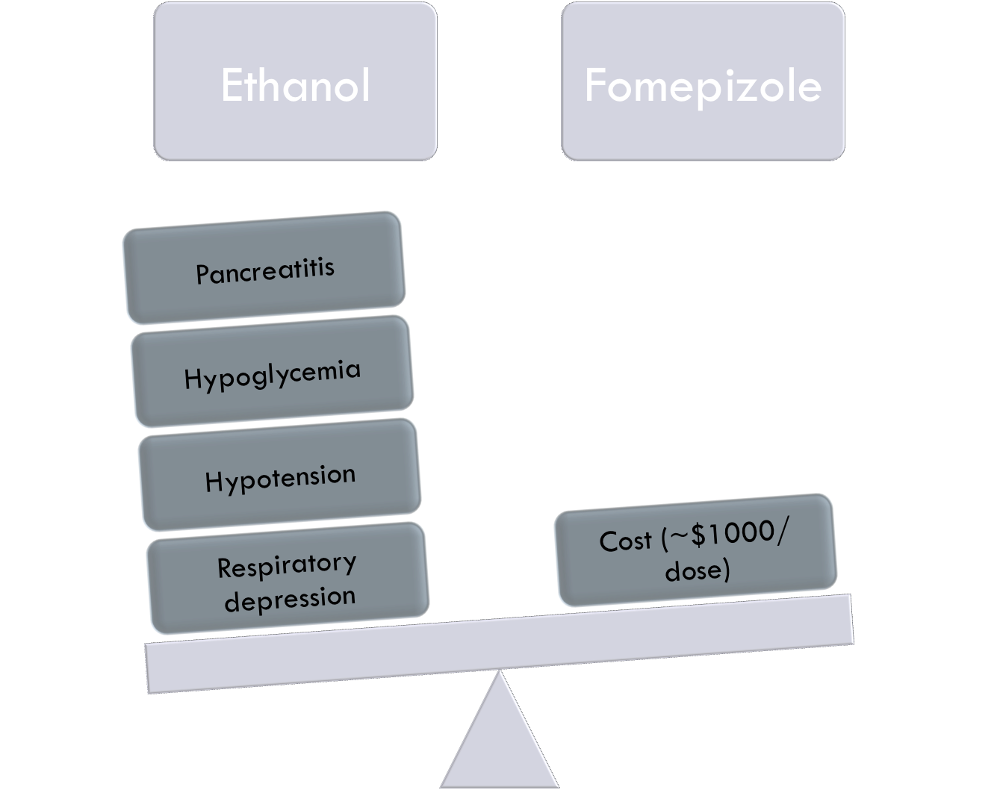 Ethanol
Fomepizole
Pancreatitis
Hypoglycemia
Hypotension
Respiratory
depression
Cost (~$1000/
dose)